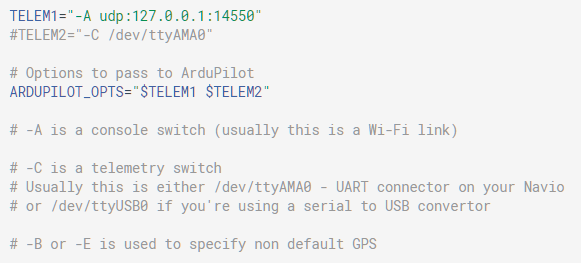 TELEM1="-A udp:127.0.0.1:14550"
#TELEM2="-C /dev/ttyAMA0"
# Options to pass to ArduPilot
ARDUPILOT_OPTS="$TELEM1 $TELEM2"
# -A is a console switch (usually this is a Wi-Fi link)
# -C is a telemetry switch
# Usually this is either /dev/ttyAMA0 - UART connector on your Navio
# or /dev/ttyUSB0 if you're using a serial to USB convertor
# -B or -E is used to specify non default GPS